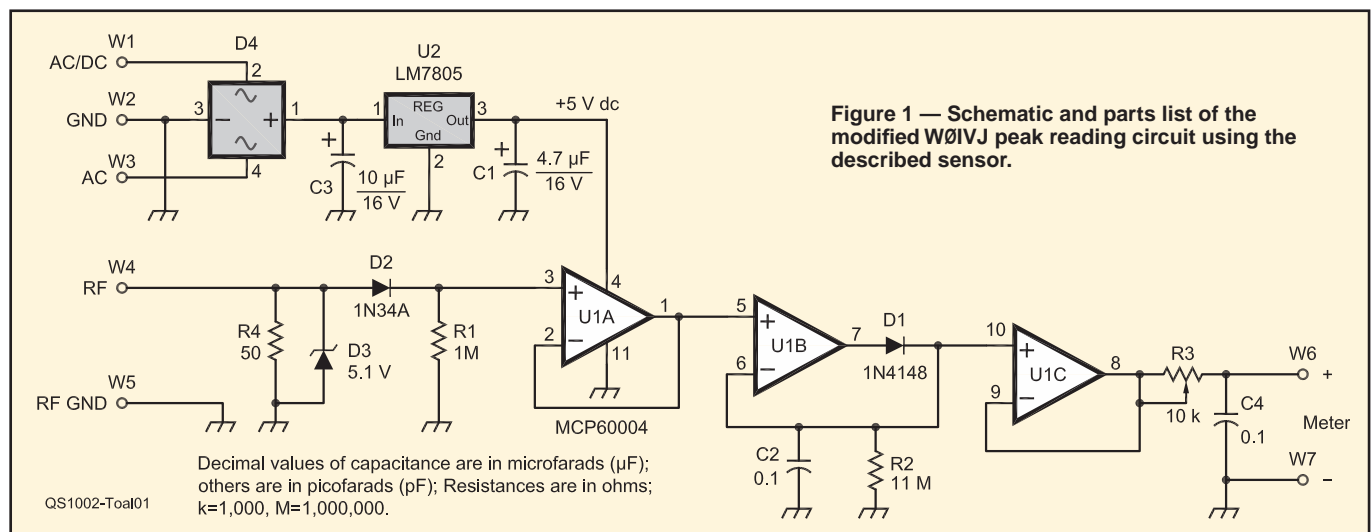 W1
AC/DC
W2
GND
W3
AC
D4
2
3
1
4
U2
LM7805
1
REG
In
Out
Gnd
3
2
+5 V dc
+
C3
10 µF
16 V
+
C1
4.7 µF
16 V
Figure 1 — Schematic and parts list of the
modified WØIVJ peak reading circuit using the
described sensor.
W4
RF
R4
50
D3
5.1 V
D2
1N34A
R1
1M
W5
RF GND
3
+
2
−
U1A
4
11
1
MCP60004
5
+
6
−
U1B
7
D1
1N4148
C2
0.1
R2
11 M
10
+
9
−
U1C
8
R3
10 k
C4
0.1
W6
+
Meter
W7
−
Decimal values of capacitance are in microfarads (µF);
others are in picofarads (pF); Resistances are in ohms;
k=1,000, M=1,000,000.
QS1002-Toal01